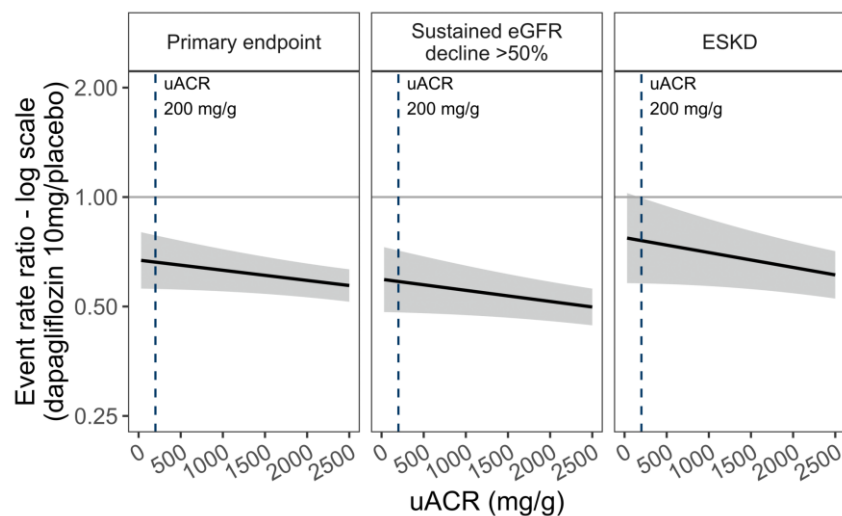 Primary endpoint
Sustained eGFR
decline >50%
ESKD
Event rate ratio - log scale
(dapagliflozin 10mg/placebo)
2.00
1.00
0.50
0.25
uACR
200 mg/g
uACR
200 mg/g
uACR
200 mg/g
0
500
1000
1500
2000
2500
0
500
1000
1500
2000
2500
0
500
1000
1500
2000
2500
uACR (mg/g)